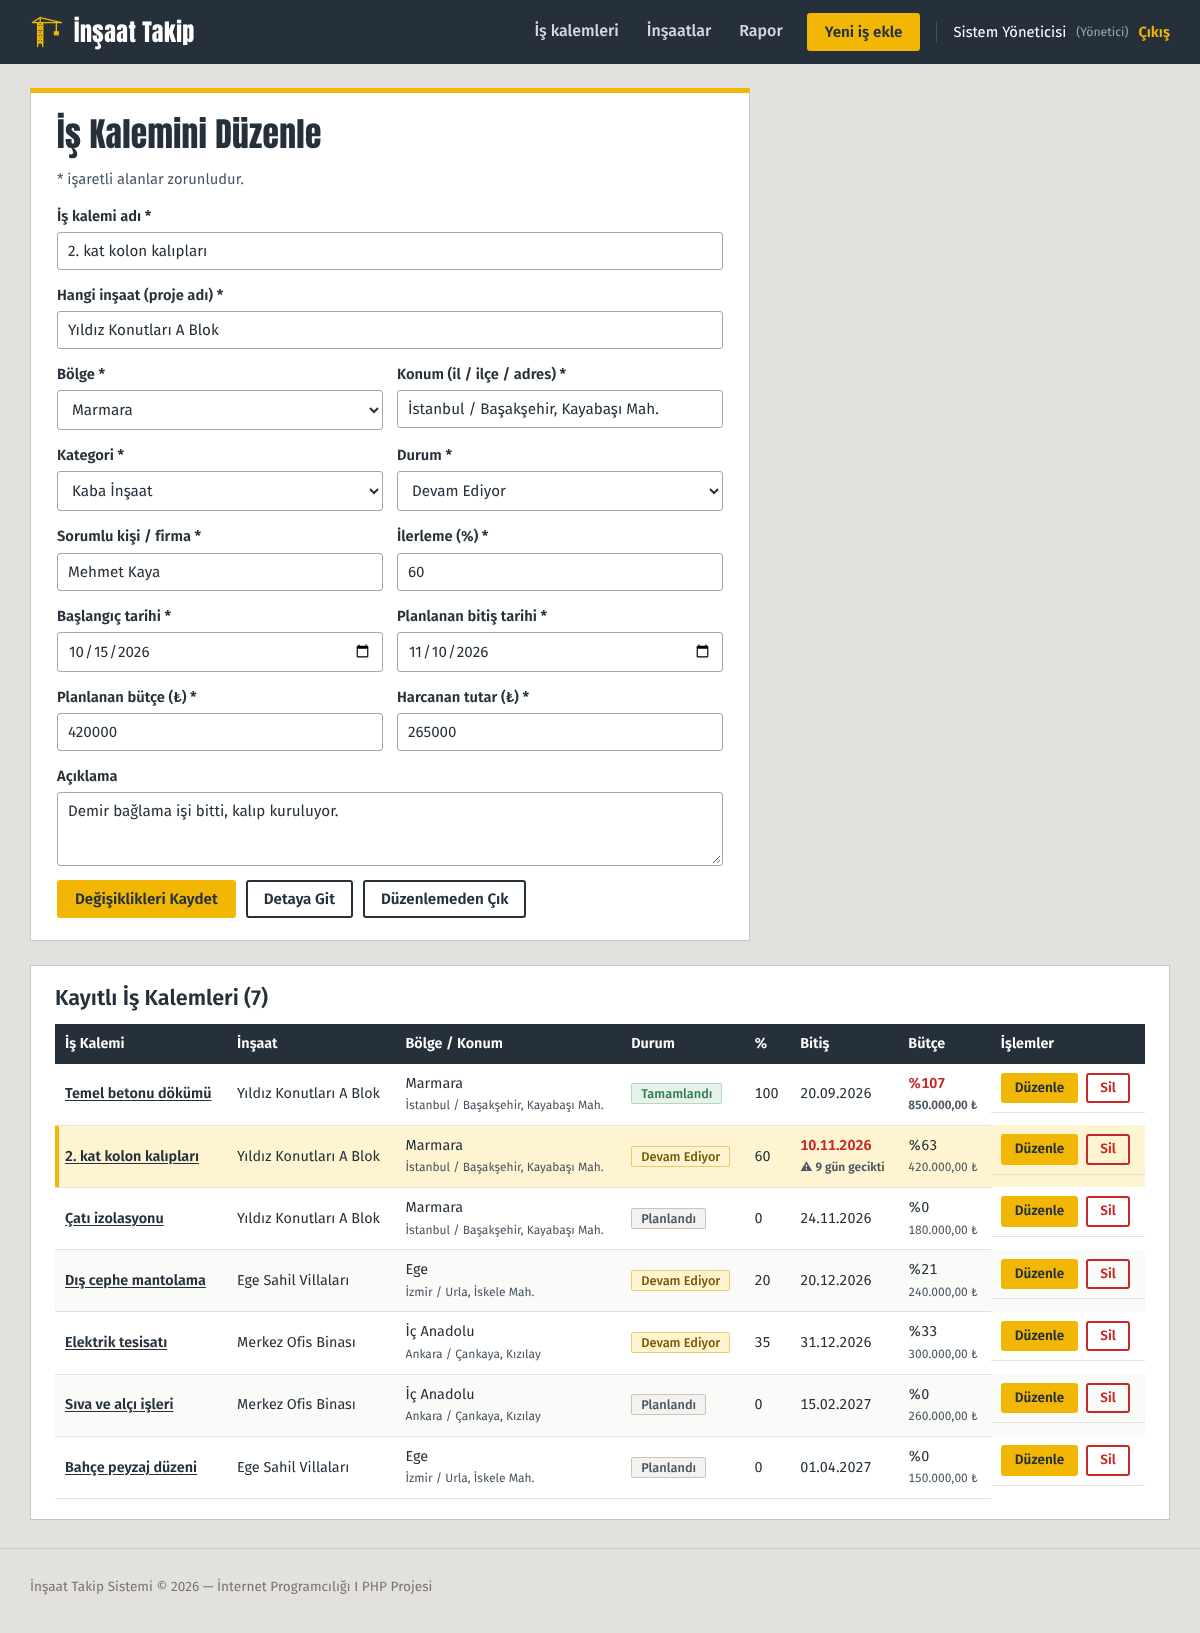 İnşaat Takip
İş kalemleri İnşaatlar Rapor Yeni iş ekle Sistem Yöneticisi (Yönetici) Çıkış
İş Kalemini Düzenle
* işaretli alanlar zorunludur.
İş kalemi adı *
2. kat kolon kalıpları
Hangi inşaat (proje adı) *
Yıldız Konutları A Blok
Bölge * Konum (il / ilçe / adres) *
Marmara İstanbul / Başakşehir, Kayabaşı Mah.
Kategori * Durum *
Kaba İnşaat Devam Ediyor
Sorumlu kişi / firma * İlerleme (%) *
Mehmet Kaya 60
Başlangıç tarihi * Planlanan bitiş tarihi *
10/15/2026 11/10/2026
Planlanan bütçe (₺) * Harcanan tutar (₺) *
420000 265000
Açıklama
Demir bağlama işi bitti, kalıp kuruluyor.
Değişiklikleri Kaydet Detaya Git Düzenlemeden Çık
Kayıtlı İş Kalemleri (7)
İş Kalemi İnşaat Bölge / Konum Durum % Bitiş Bütçe İşlemler
Temel betonu dökümü Yıldız Konutları A Blok Marmara Tamamlandı 100 20.09.2026 %107 Düzenle Sil
İstanbul / Başakşehir, Kayabaşı Mah. 850.000,00 ₺
2. kat kolon kalıpları Yıldız Konutları A Blok Marmara Devam Ediyor 60 10.11.2026 %63 Düzenle Sil
İstanbul / Başakşehir, Kayabaşı Mah. ⚠ 9 gün gecikti 420.000,00 ₺
Çatı izolasyonu Yıldız Konutları A Blok Marmara Planlandı 0 24.11.2026 %0 Düzenle Sil
İstanbul / Başakşehir, Kayabaşı Mah. 180.000,00 ₺
Dış cephe mantolama Ege Sahil Villaları Ege Devam Ediyor 20 20.12.2026 %21 Düzenle Sil
İzmir / Urla, İskele Mah. 240.000,00 ₺
Elektrik tesisatı Merkez Ofis Binası İç Anadolu Devam Ediyor 35 31.12.2026 %33 Düzenle Sil
Ankara / Çankaya, Kızılay 300.000,00 ₺
Sıva ve alçı işleri Merkez Ofis Binası İç Anadolu Planlandı 0 15.02.2027 %0 Düzenle Sil
Ankara / Çankaya, Kızılay 260.000,00 ₺
Bahçe peyzaj düzeni Ege Sahil Villaları Ege Planlandı 0 01.04.2027 %0 Düzenle Sil
İzmir / Urla, İskele Mah. 150.000,00 ₺
İnşaat Takip Sistemi © 2026 — İnternet Programcılığı I PHP Projesi